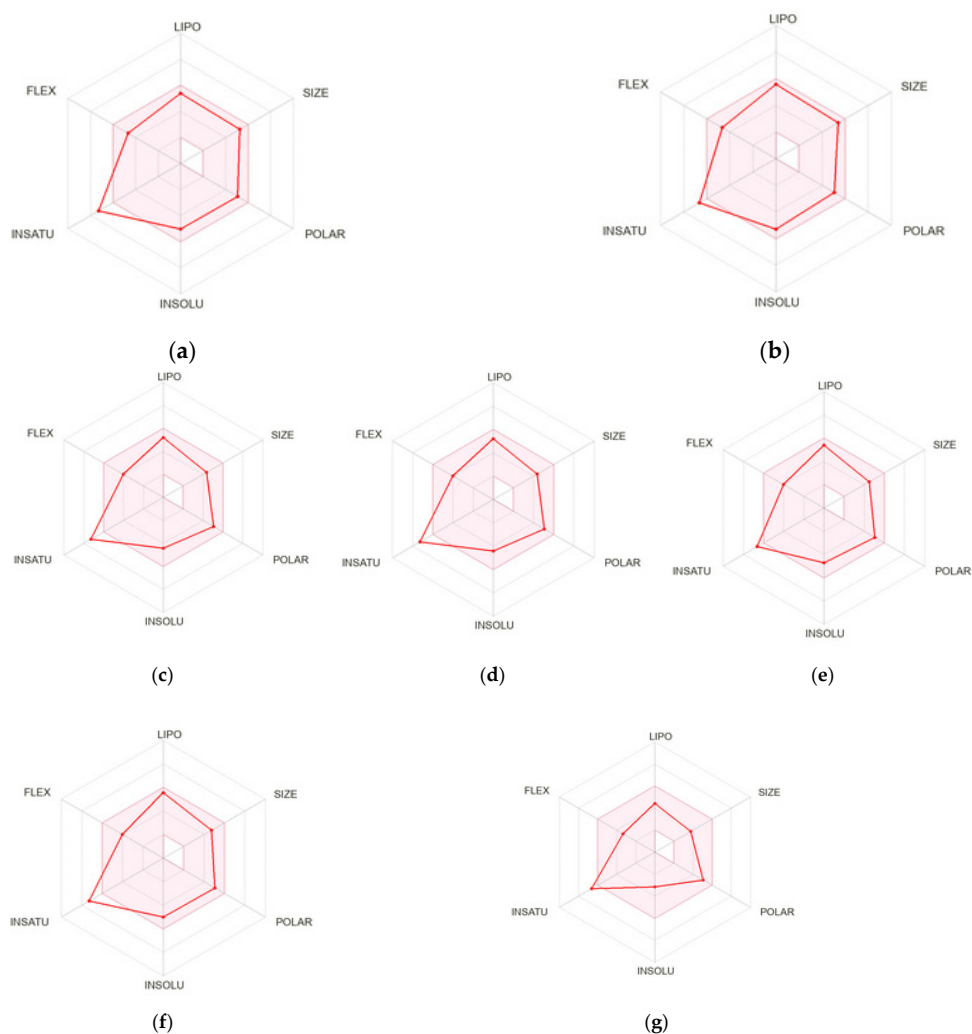 LIPO
FLEX
SIZE
INSATU
POLAR
INSOLU
(a)
LIPO
FLEX
SIZE
INSATU
POLAR
INSOLU
(b)
LIPO
FLEX
SIZE
INSATU
POLAR
INSOLU
(c)
LIPO
FLEX
SIZE
INSATU
POLAR
INSOLU
(d)
LIPO
FLEX
SIZE
INSATU
POLAR
INSOLU
(e)
LIPO
FLEX
SIZE
INSATU
POLAR
INSOLU
(f)
LIPO
FLEX
SIZE
INSATU
POLAR
INSOLU
(g)